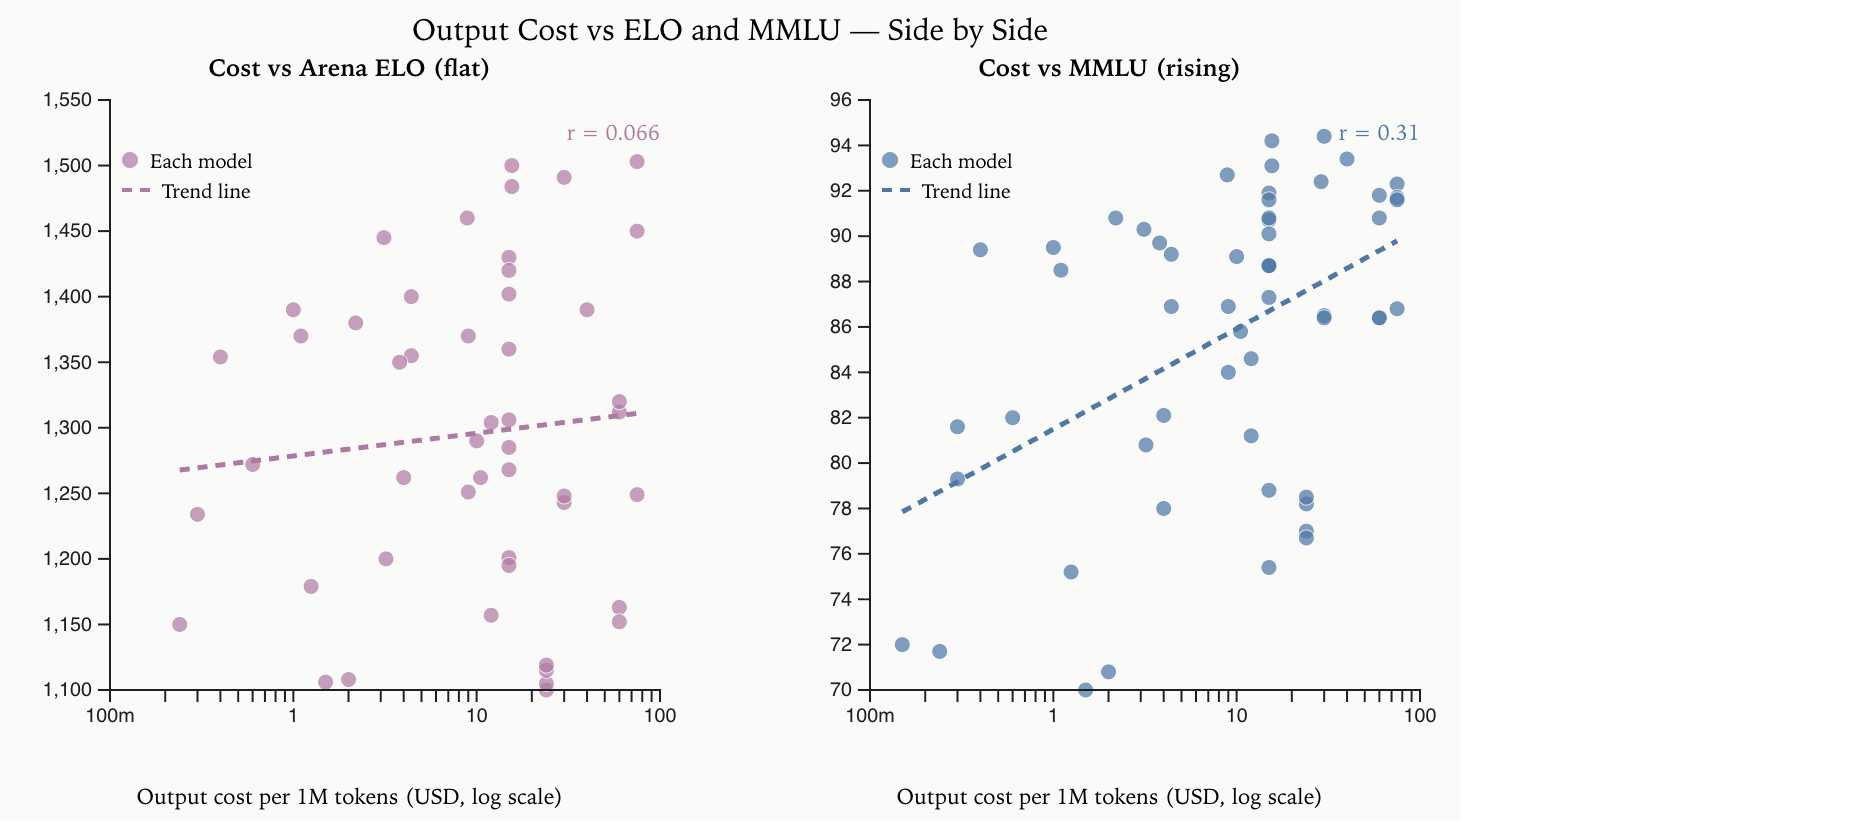 Output Cost vs ELO and MMLU — Side by Side
Cost vs Arena ELO (flat)
1,550
1,500
1,450
1,400
1,350
1,300
1,250
1,200
1,150
1,100
r = 0.066
Each model
Trend line
100m
1
10
100
Output cost per 1M tokens (USD, log scale)
Cost vs MMLU (rising)
96
94
92
90
88
86
84
82
80
78
76
74
72
70
r = 0.31
Each model
Trend line
100m
1
10
100
Output cost per 1M tokens (USD, log scale)